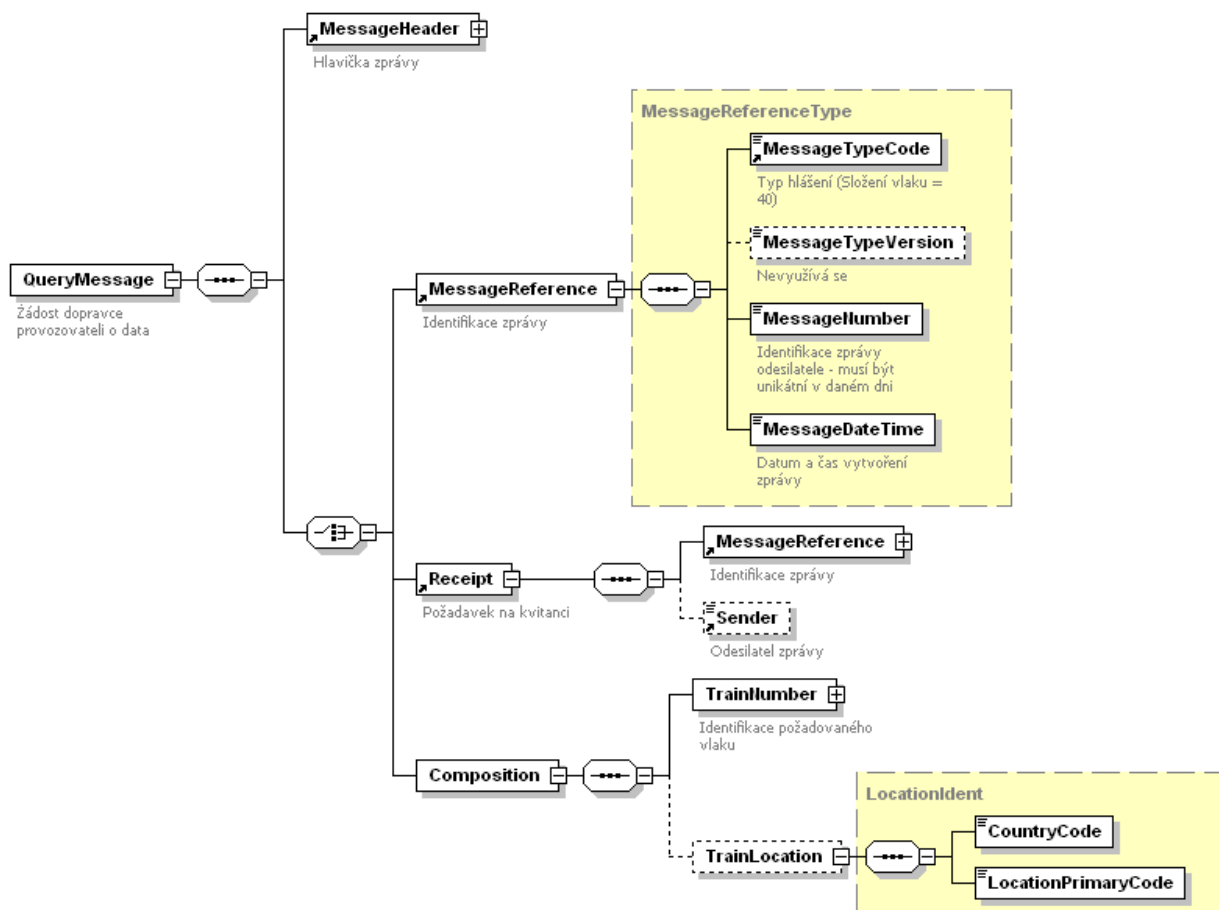 MessageHeader
Hlavička zprávy
MessageReferenceType
MessageTypeCode
Typ hlášení (Složení vlaku =
40)
MessageTypeVersion
Nevyužívá se
QueryMessage
Žádost dopravce
provozovateli o data
MessageReference
Identifikace zprávy
MessageNumber
Identifikace zprávy
odesilatele - musí být
unikátní v daném dni
MessageDateTime
Datum a čas vytvoření
zprávy
MessageReference
Identifikace zprávy
Receipt
Požadavek na kvitanci
Sender
Odesilatel zprávy
TrainNumber
Identifikace požadovaného
vlaku
Composition
LocationIdent
CountryCode
TrainLocation
LocationPrimaryCode